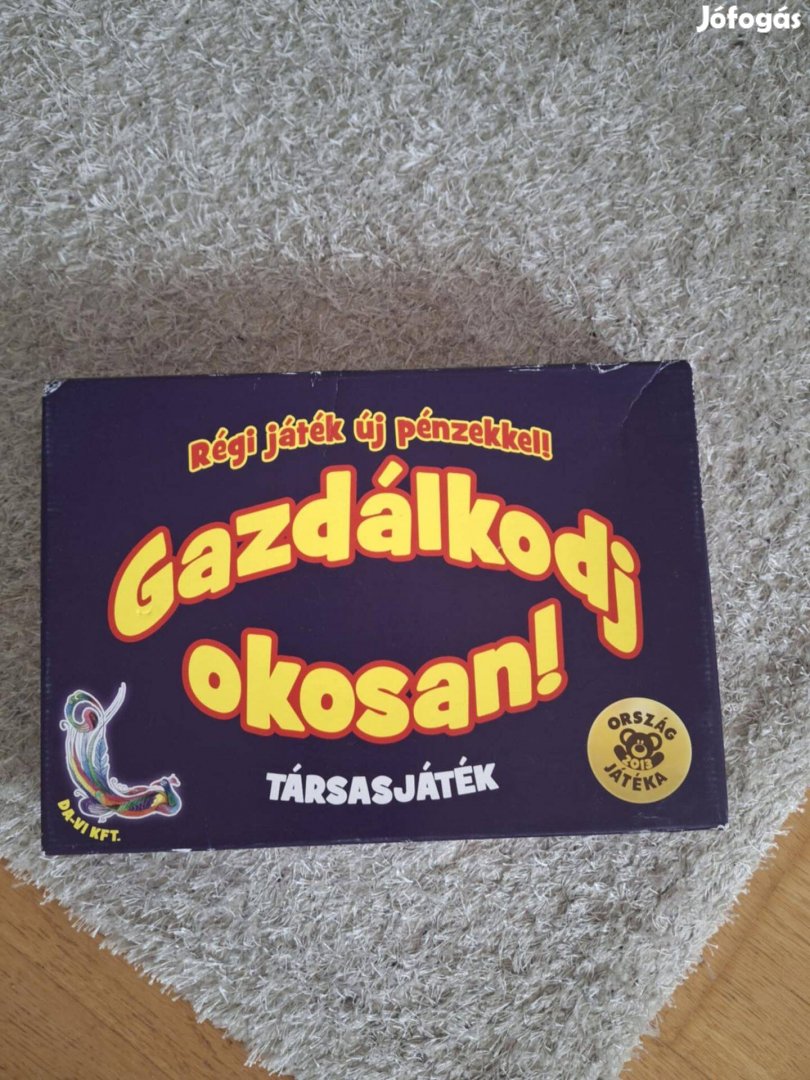 Jófogás
Régi játék új pénzekkel!
Gazdálkodj
okosan!
TÁRSASJÁTÉK
DA-VI KFT.
ORSZÁG
2013
JÁTÉKA